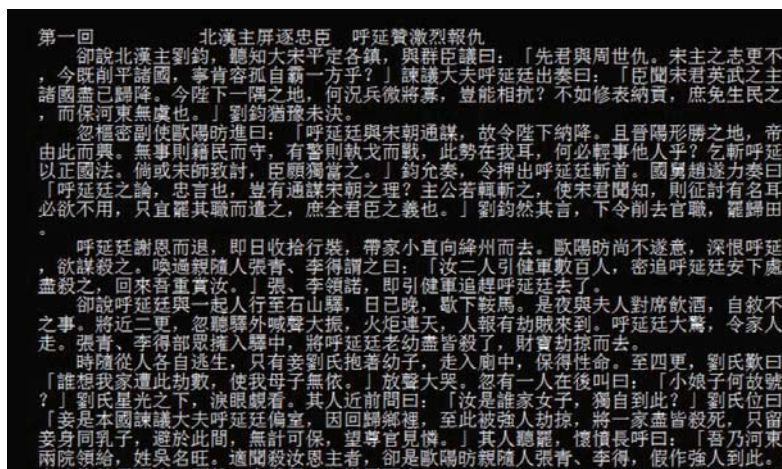 第一回　　　　　北漢主屏逐忠臣　呼延贊激烈報仇
卻說北漢主劉鈞，聽知大宋平定各鎮，與群臣議曰：「先君與周世仇。宋主之志更不
，今既削平諸國，寧肯容孤自霸一方乎？」諫議大夫呼延廷出奏曰：「臣聞宋君英武之主
諸國盡已歸降。今陛下一隅之地，何況兵微將寡，豈能相抗？不如修表納貢，庶免生民之
，而保河東無虞也。」劉鈞猶豫未決。
忽樞密副使歐陽昉進曰：「呼延廷與宋朝通謀，故令陛下納降。且晉陽形勝之地，帝
由此而興。無事則籍民而守，有警則執戈而戰，此勢在我耳，何必輕事他人乎？乞斬呼延
以正國法。倘或宋師致討，臣願獨當之。」鈞允奏，令押出呼延廷斬首。國舅趙遂力奏曰
「呼延廷之論，忠言也，豈有通謀宋朝之理？主公若輒斬之，使宋君聞知，則征討有名耳
必欲不用，只宜罷其職而遣之，庶全君臣之義也。」劉鈞然其言，下令削去官職，罷歸田
。
呼延廷謝恩而退，即日收拾行裝，帶家小直向絳州而去。歐陽昉尚不遂意，深恨呼延
，欲謀殺之。喚過親隨人張青、李得謂之曰：「汝二人引健軍數百人，密追呼延廷安下處
盡殺之，回來吾重賞汝。」張、李領諾，即引健軍追趕呼延廷去了。
卻說呼延廷與一起人行至石山驛，日已晚，歇下鞍馬。是夜與夫人對席飲酒，自敘不
之事。將近二更，忽聽驛外喊聲大振，火炬連天，人報有劫賊來到。呼延廷大驚，令家人
走。張青、李得部眾擁入驛中，將呼延廷老幼盡皆殺了，財寶劫掠而去。
時隨從人各自逃生，只有妾劉氏抱著幼子，走入廁中，保得性命。至四更，劉氏歎曰
「誰想我家遭此劫數，使我母子無依。」放聲大哭。忽有一人在後叫曰：「小娘子何故號
？」劉氏星光之下，淚眼覷看。其人近前問曰：「汝是誰家女子，獨自到此？」劉氏位曰
「妾是本國諫議大夫呼延廷偏室，因回歸鄉裡，至此被強人劫掠，將一家盡皆殺死，只留
妾身同乳子，避於此間，無計可保，望尊官見憐。」其人聽罷，懷憤長呼曰：「吾乃河東
兩院領給，姓吳名旺。適聞殺汝恩主者，卻是歐陽昉親隨人張青、李得，假作強人到此。